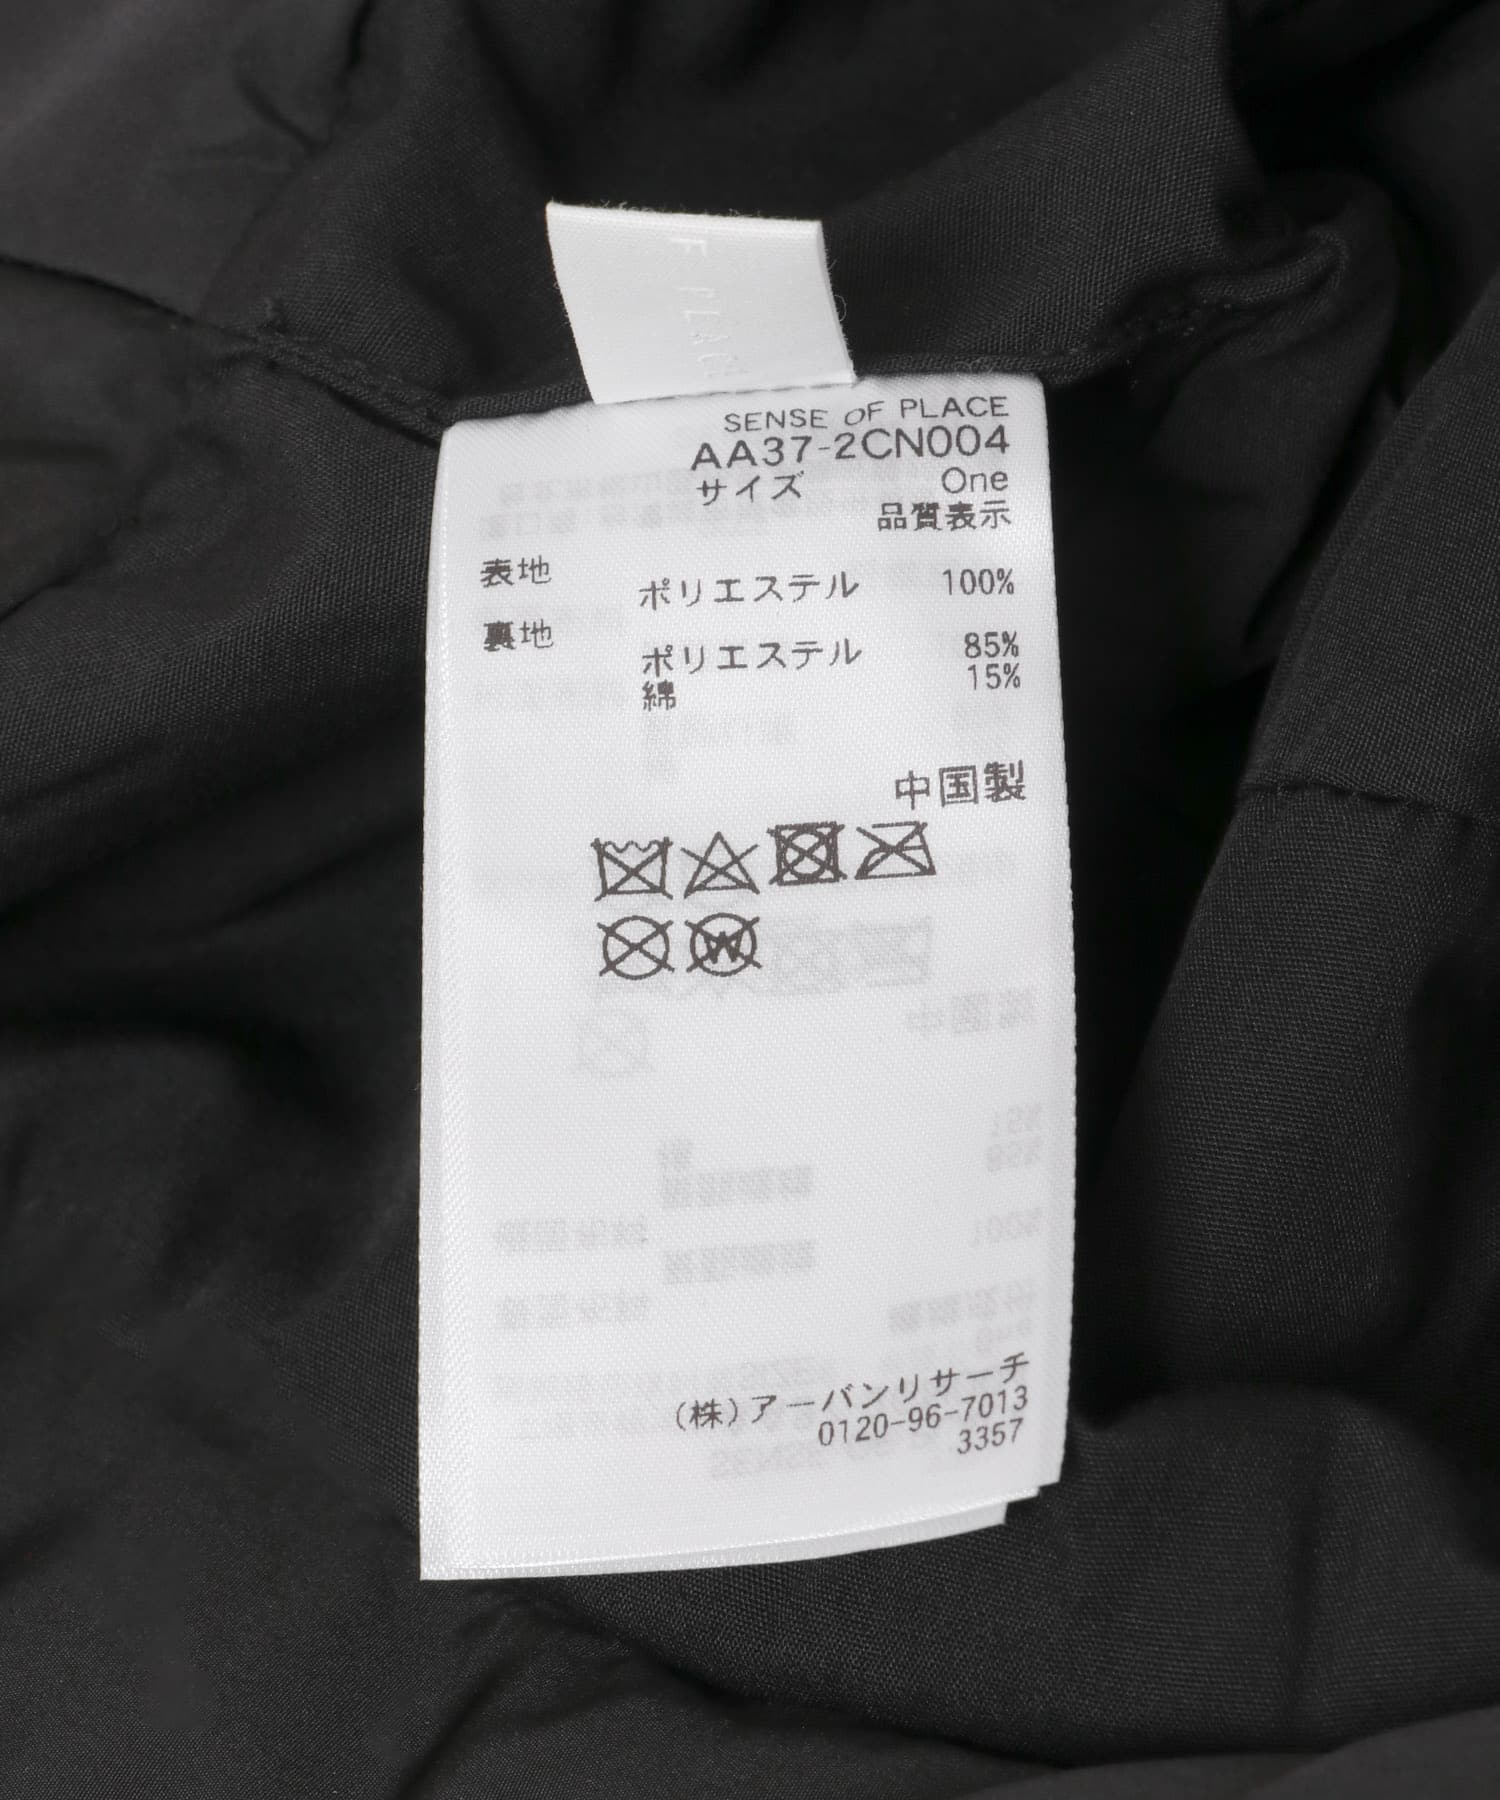 F PLAC
SENSE OF PLACE
AA37-2CN004
サイズ One
品質表示
表地
ポリエステル 100%
裏地
ポリエステル 85%
綿 15%
中国製
W
(株)アーバンリサーチ
0120-96-7013
3357